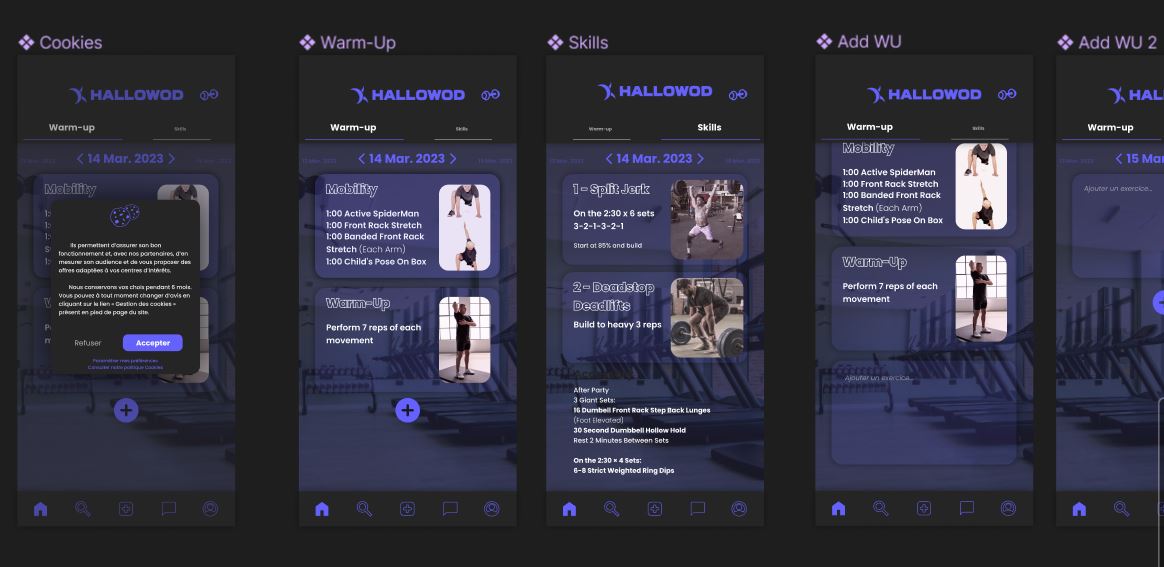 Cookies
HALLOWOD
Warm-up
Skills
14 Mar. 2023
Mobility
Ils permettent d'assurer son bon
fonctionnement et, avec nos partenaires, d'en
mesurer son audience et de vous proposer des
offres adaptées à vos centres d'intérêts.
Nous conservons vos choix pendant 6 mois.
Vous pouvez à tout moment changer d'avis en
cliquant sur le lien « Gestion des cookies »
présent en pied de page du site.
Refuser
Accepter
Paramétrer mes préférences
Consulter notre politique Cookies
Warm-Up
HALLOWOD
Warm-up
Skills
13 Mar. 2023
14 Mar. 2023
15 Mar. 2023
Mobility
1:00 Active SpiderMan
1:00 Front Rack Stretch
1:00 Banded Front Rack
Stretch (Each Arm)
1:00 Child's Pose On Box
Warm-Up
Perform 7 reps of each
movement
Skills
HALLOWOD
Warm-up
Skills
13 Mar. 2023
14 Mar. 2023
15 Mar. 2023
1 - Split Jerk
On the 2:30 x 6 sets
3-2-1-3-2-1
Start at 85% and build
2 - Deadstop
Deadlifts
Build to heavy 3 reps
After Party
3 Giant Sets:
16 Dumbell Front Rack Step Back Lunges
(Foot Elevated)
30 Second Dumbbell Hollow Hold
Rest 2 Minutes Between Sets
On the 2:30 × 4 Sets:
6-8 Strict Weighted Ring Dips
Add WU
HALLOWOD
Warm-up
Skills
Mobility
1:00 Active SpiderMan
1:00 Front Rack Stretch
1:00 Banded Front Rack
Stretch (Each Arm)
1:00 Child's Pose On Box
Warm-Up
Perform 7 reps of each
movement
Ajouter un exercice...
Add WU 2
HAL
Warm-up
15 Mar
Ajouter un exercice...